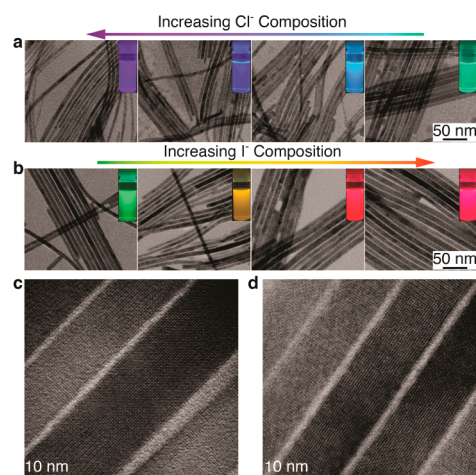 Increasing Cl⁻ Composition
a
50 nm
Increasing I⁻ Composition
b
50 nm
c
d
10 nm
10 nm